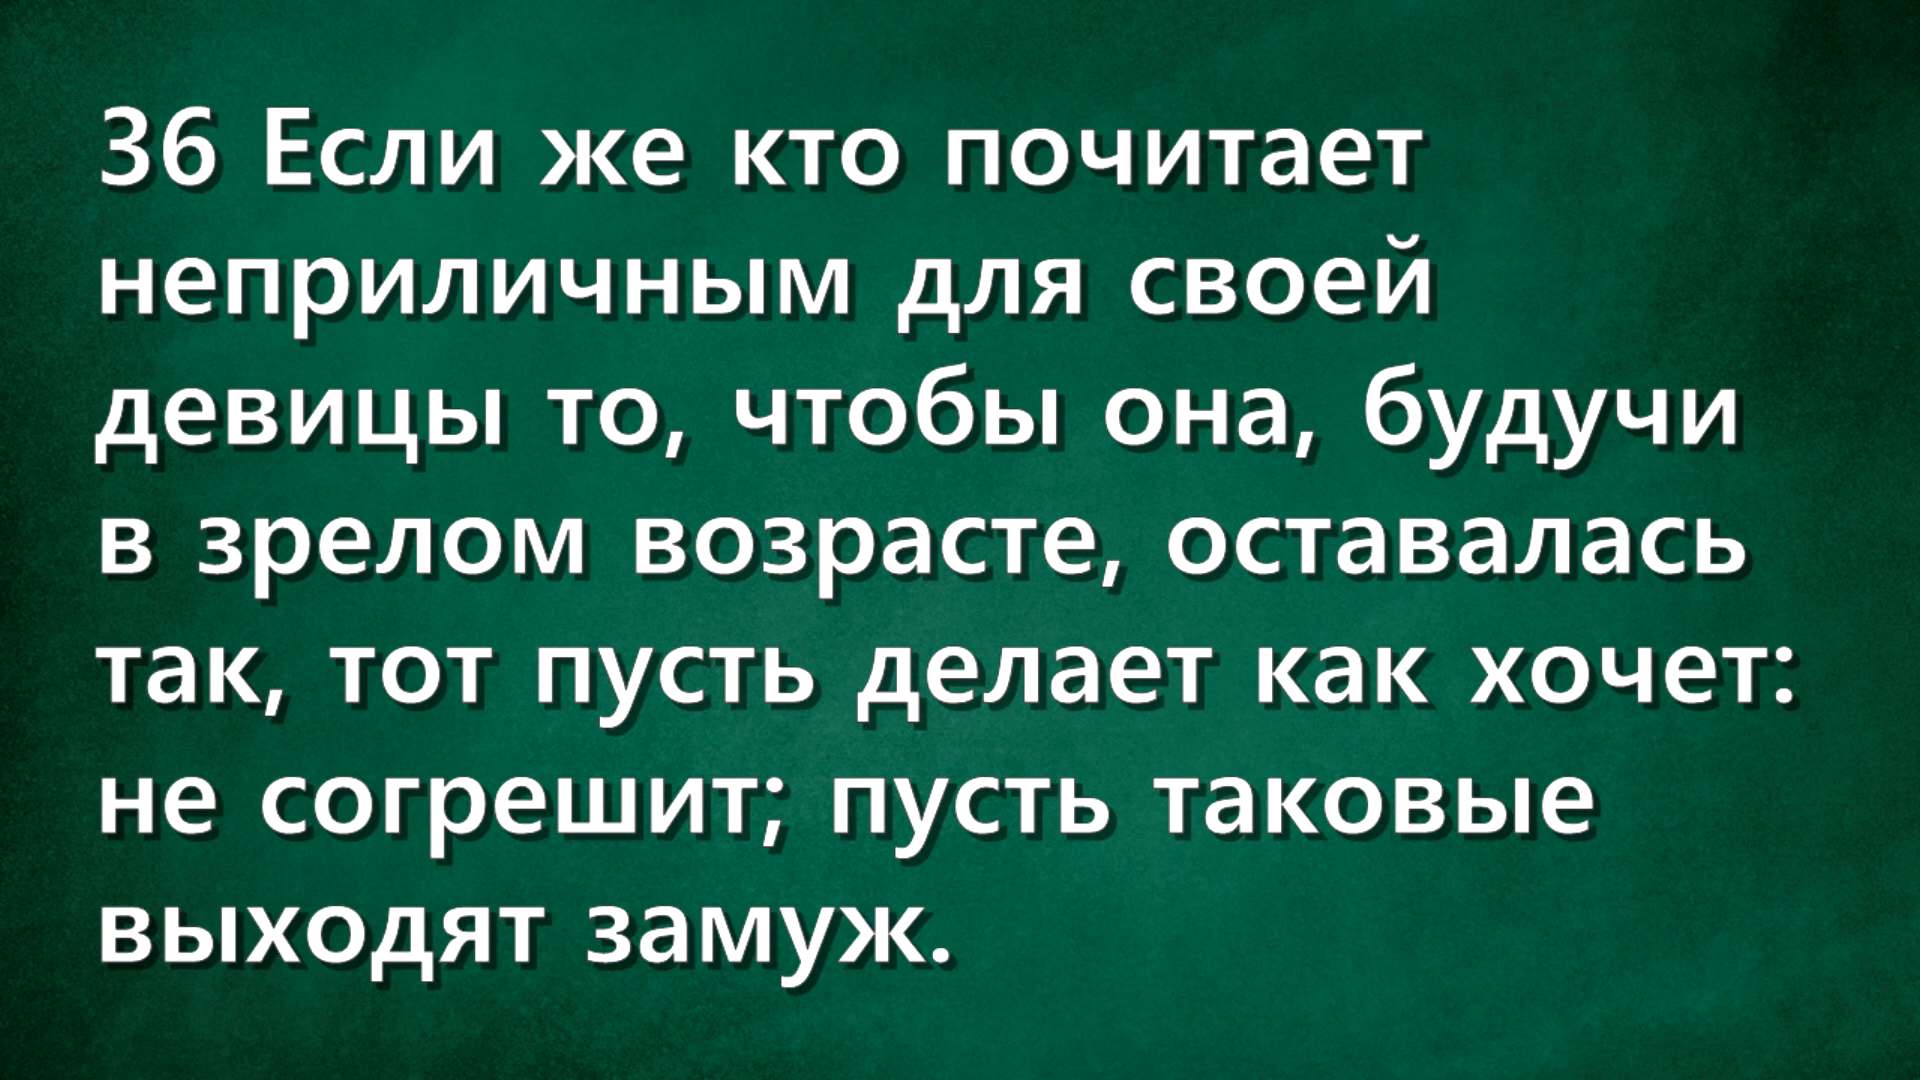 36 Если же кто почитает
неприличным для своей
девицы то, чтобы она, будучи
в зрелом возрасте, оставалась
так, тот пусть делает как хочет:
не согрешит; пусть таковые
выходят замуж.